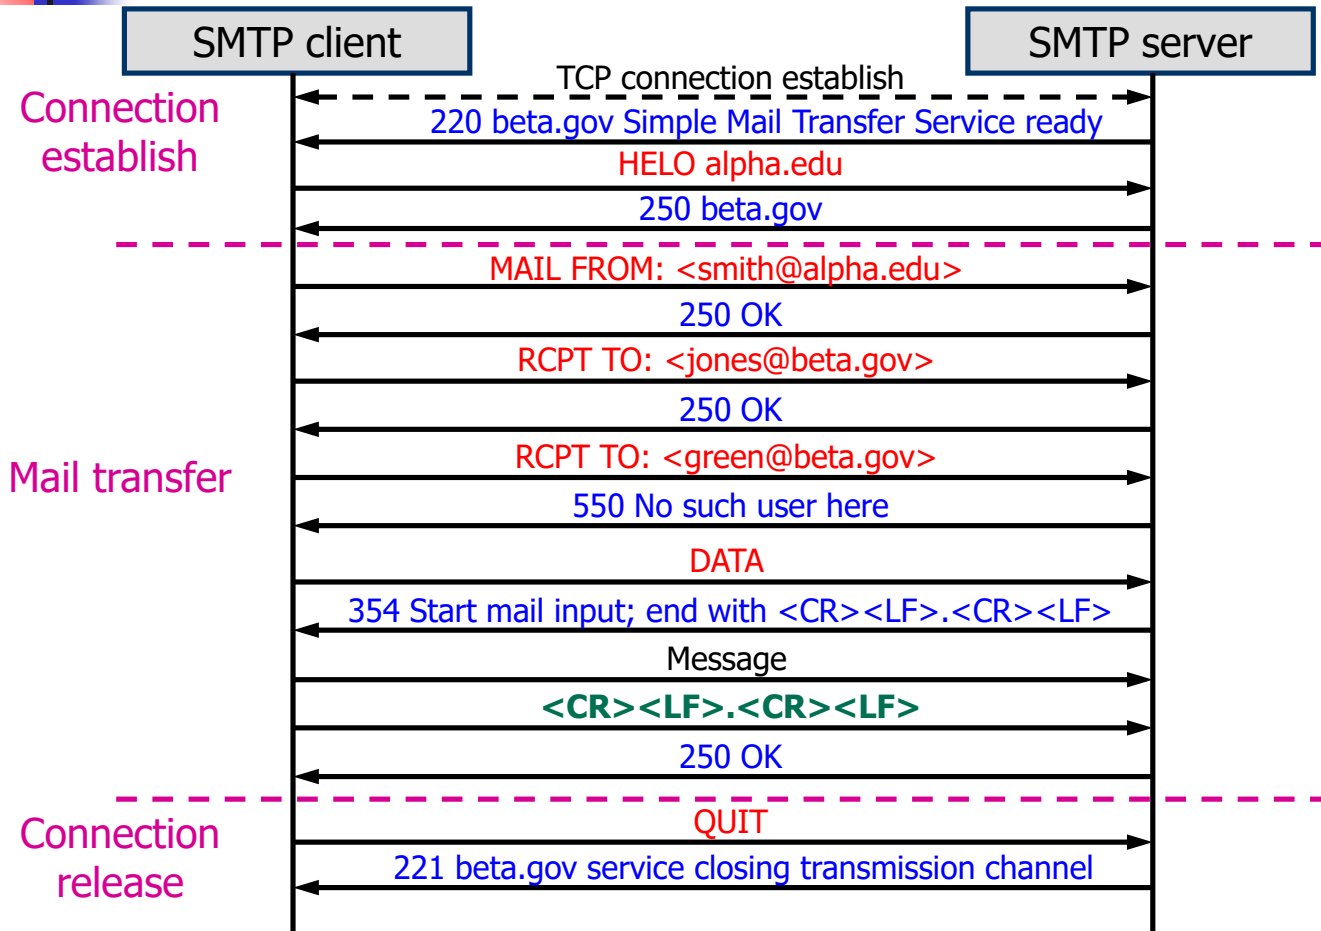 SMTP client
SMTP server
TCP connection establish
Connection
establish
220 beta.gov Simple Mail Transfer Service ready
HELO alpha.edu
250 beta.gov
MAIL FROM: <smith@alpha.edu>
250 OK
RCPT TO: <jones@beta.gov>
250 OK
Mail transfer
RCPT TO: <green@beta.gov>
550 No such user here
DATA
354 Start mail input; end with <CR><LF>.<CR><LF>
Message
<CR><LF>.<CR><LF>
250 OK
Connection
release
QUIT
221 beta.gov service closing transmission channel